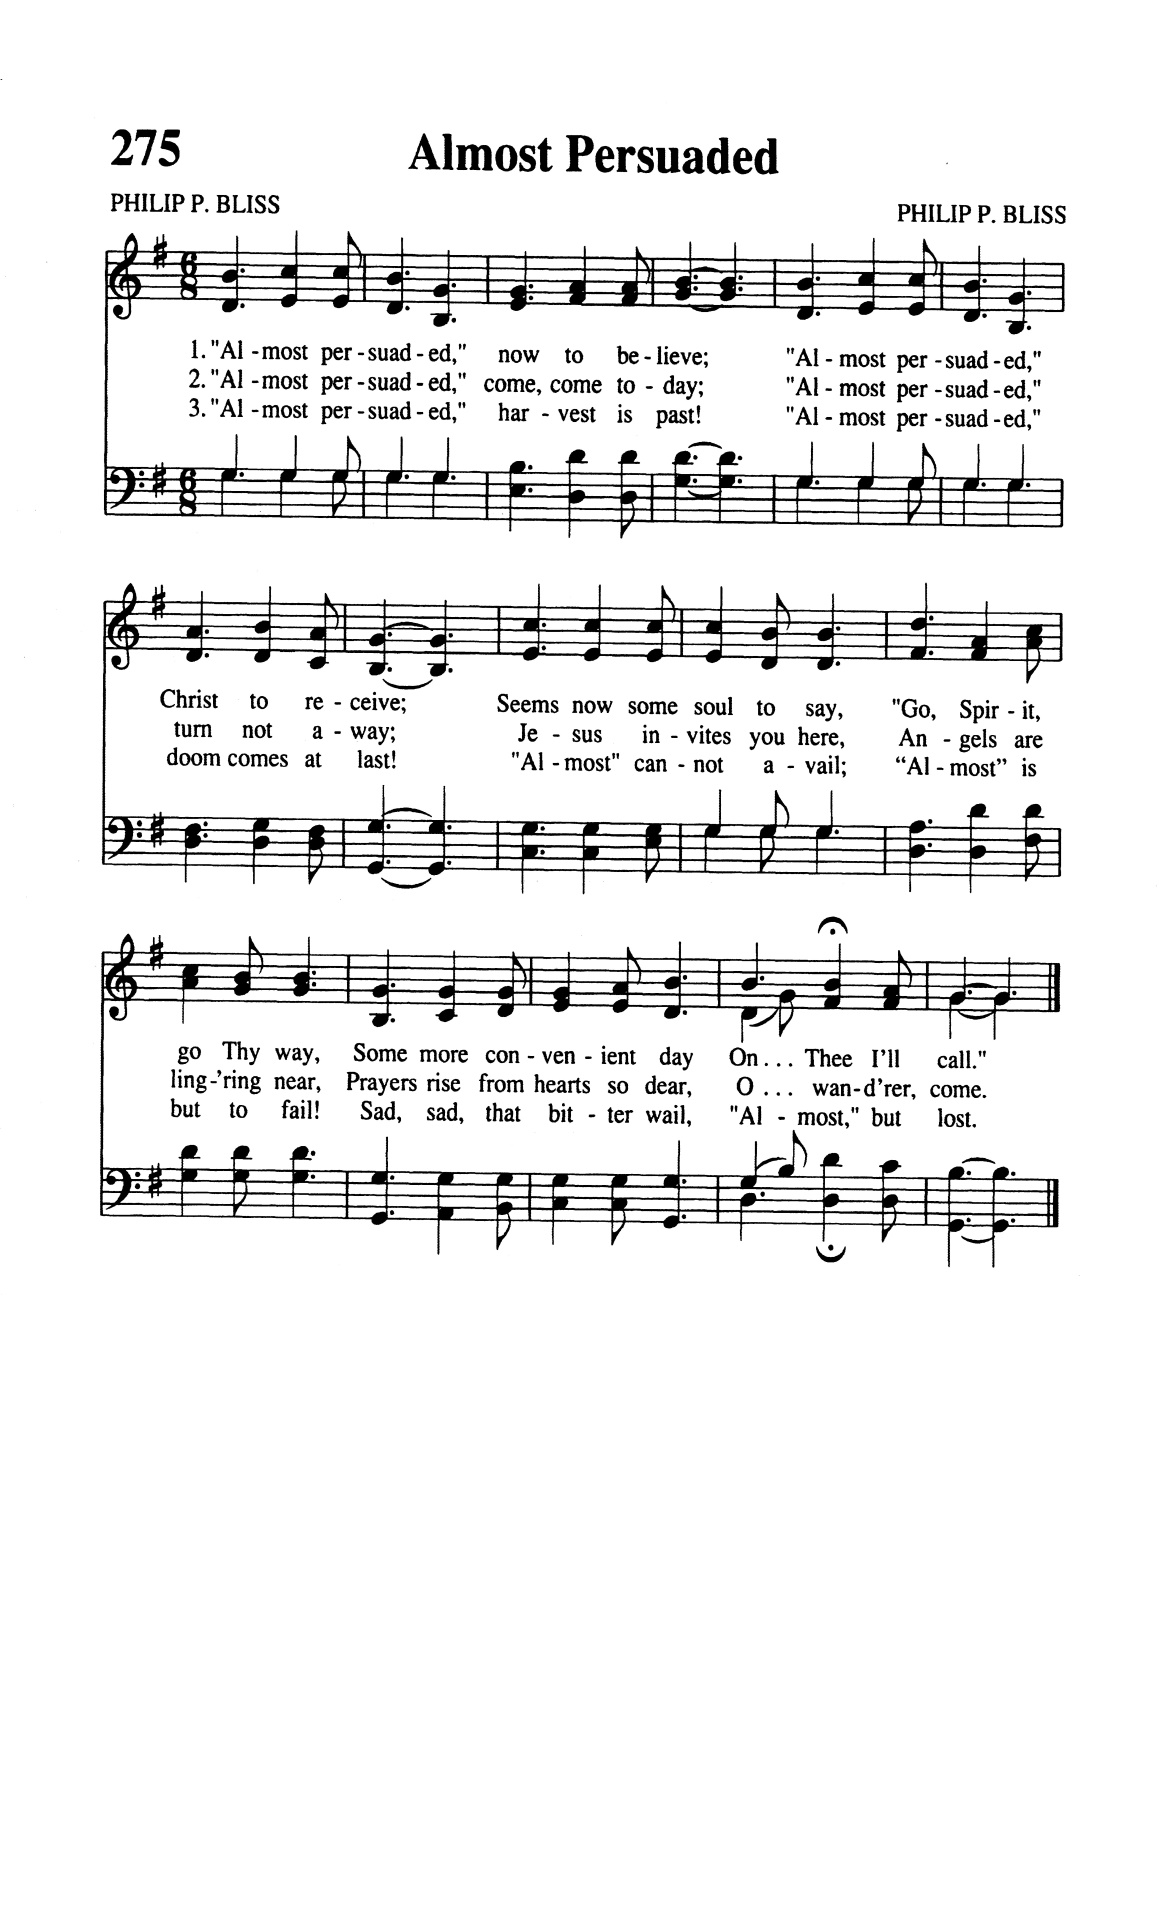 275 Almost Persuaded
PHILIP P. BLISS PHILIP P. BLISS
1. "Al - most per - suad - ed," now to be - lieve; "Al - most per - suad - ed,"
2. "Al - most per - suad - ed," come, come to - day; "Al - most per - suad - ed,"
3. "Al - most per - suad - ed," har - vest is past! "Al - most per - suad - ed,"
Christ to re - ceive; Seems now some soul to say, "Go, Spir - it,
turn not a - way; Je - sus in - vites you here, An - gels are
doom comes at last! "Al - most" can - not a - vail; “Al - most” is
go Thy way, Some more con - ven - ient day On... Thee I'll call."
ling-'ring near, Prayers rise from hearts so dear, O ... wan-d'rer, come.
but to fail! Sad, sad, that bit - ter wail, "Al - most," but lost.